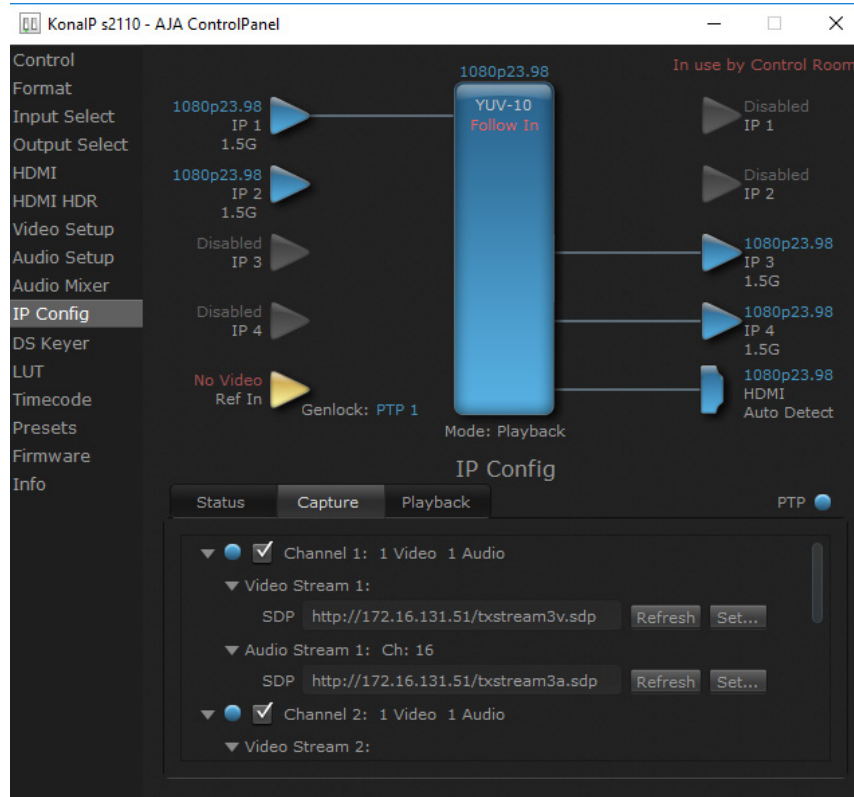 KonaIP s2110 - AJA ControlPanel
Control
Format
Input Select
Output Select
HDMI
HDMI HDR
Video Setup
Audio Setup
Audio Mixer
IP Config
DS Keyer
LUT
Timecode
Presets
Firmware
Info
1080p23.98
In use by Control Room
1080p23.98
IP 1
1.5G
1080p23.98
IP 2
1.5G
Disabled
IP 3
Disabled
IP 4
No Video
Ref In
Genlock: PTP 1
YUV-10
Follow In
Mode: Playback
Disabled
IP 1
Disabled
IP 2
1080p23.98
IP 3
1.5G
1080p23.98
IP 4
1.5G
1080p23.98
HDMI
Auto Detect
IP Config
Status Capture Playback PTP
Channel 1: 1 Video 1 Audio
Video Stream 1:
SDP http://172.16.131.51/txstream3v.sdp Refresh Set...
Audio Stream 1: Ch: 16
SDP http://172.16.131.51/txstream3a.sdp Refresh Set...
Channel 2: 1 Video 1 Audio
Video Stream 2: